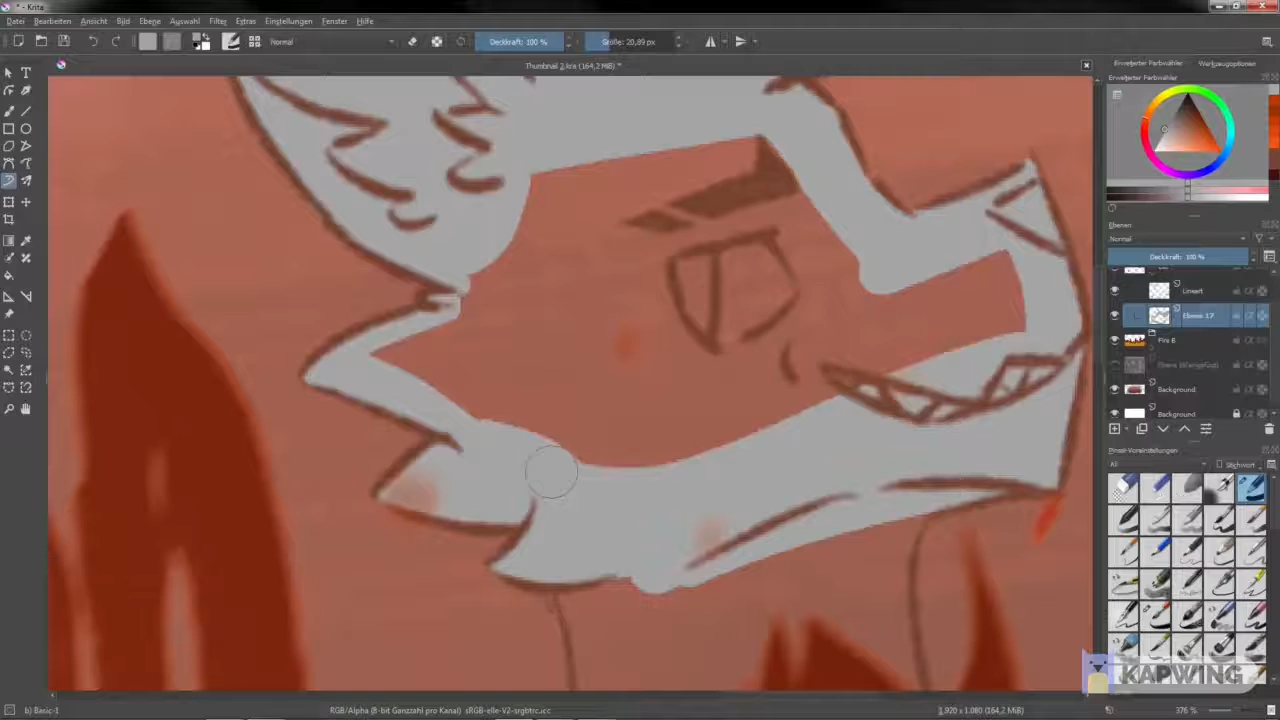 * - Krita
Datei Bearbeiten Ansicht Bild Ebene Auswahl Filter Extras Einstellungen Fenster Hilfe
Normal Deckkraft: 100 % Größe: 20,89 px
Thumbnail 2.kra (164,2 MiB) *
Erweiterter Farbwähler Werkzeugoptionen
Erweiterter Farbwähler
Ebenen
Normal
Deckkraft: 100 %
Lineart
Ebene 17
Fire B
Background
Background
Pinsel-Voreinstellungen
All Stichwort
KAPWING
b) Basic-1 RGB/Alpha (8-bit Ganzzahl pro Kanal) sRGB-elle-V2-srgbtrc.icc 1.920 x 1.080 (164,2 MiB) 376 %